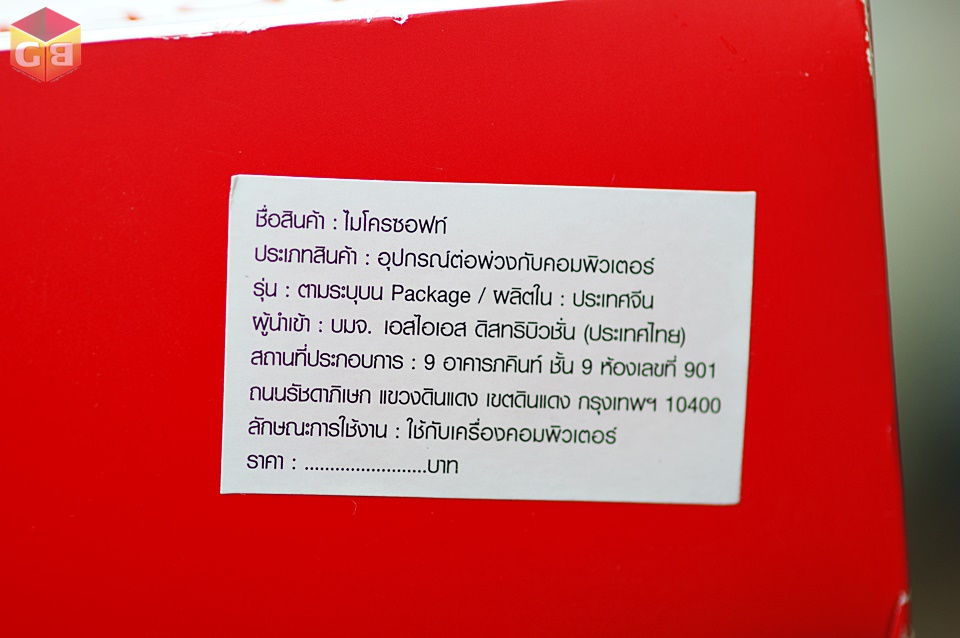 GB
ชื่อสินค้า : ไมโครซอฟท์
ประเภทสินค้า : อุปกรณ์ต่อพ่วงกับคอมพิวเตอร์
รุ่น : ตามระบุบน Package / ผลิตใน : ประเทศจีน
ผู้นำเข้า : บมจ. เอสไอเอส ดิสทริบิวชั่น (ประเทศไทย)
สถานที่ประกอบการ : 9 อาคารภคินท์ ชั้น 9 ห้องเลขที่ 901
ถนนรัชดาภิเษก แขวงดินแดง เขตดินแดง กรุงเทพฯ 10400
ลักษณะการใช้งาน : ใช้กับเครื่องคอมพิวเตอร์
ราคา : ........................บาท